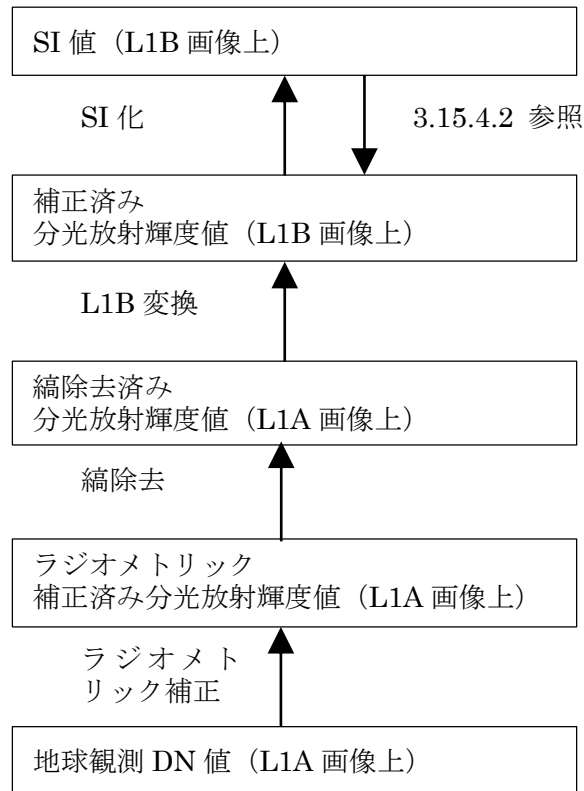 SI 値（L1B 画像上）
SI 化
3.15.4.2 参照
補正済み
分光放射輝度値（L1B 画像上）
L1B 変換
縞除去済み
分光放射輝度値（L1A 画像上）
縞除去
ラジオメトリック
補正済み分光放射輝度値（L1A 画像上）
ラジオメト
リック補正
地球観測 DN 値（L1A 画像上）